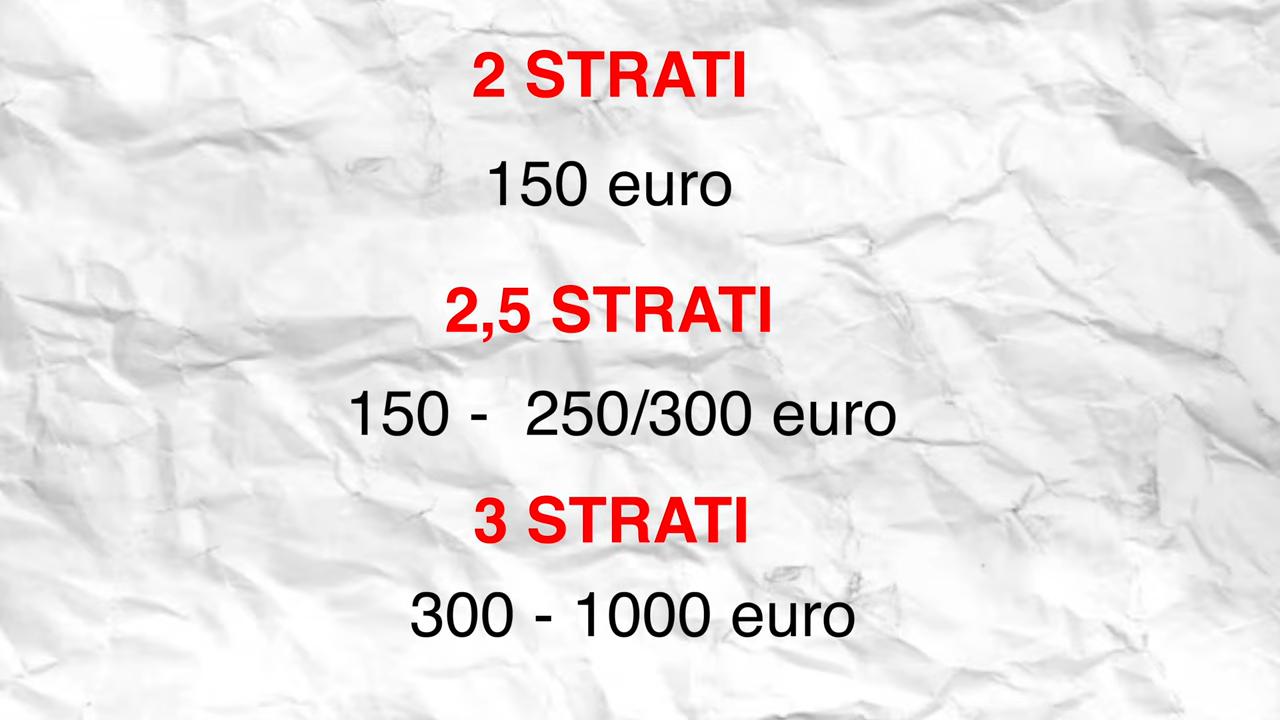 2 STRATI
150 euro
2,5 STRATI
150 - 250/300 euro
3 STRATI
300 - 1000 euro